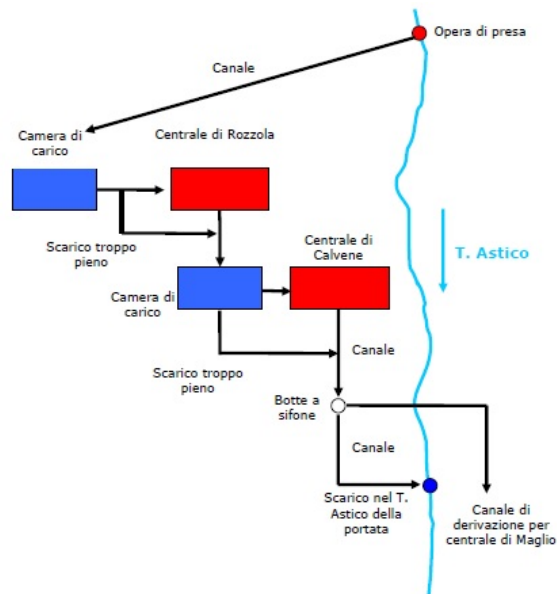 Opera di presa
Canale
Camera di
carico
Centrale di Rozzola
Scarico troppo
pieno
Centrale di
Calvene
T. Astico
Camera di
carico
Scarico troppo
pieno
Canale
Botte a
sifone
Canale
Scarico nel T.
Astico della
portata
Canale di
derivazione per
centrale di Maglio